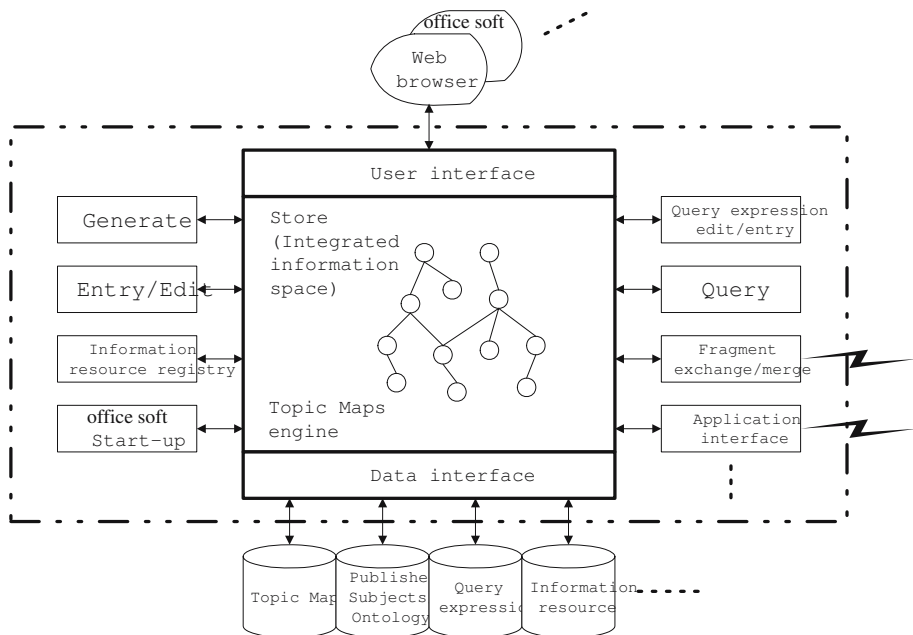 office soft
Web
browser
User interface
Generate
Entry/Edit
Information
resource registry
office soft
Start-up
Store
(Integrated
information
space)
Topic Maps
engine
Query expression
edit/entry
Query
Fragment
exchange/merge
Application
interface
Data interface
Topic Map
Publishe
Subjects
Ontology
Query
expressio
Information
resource